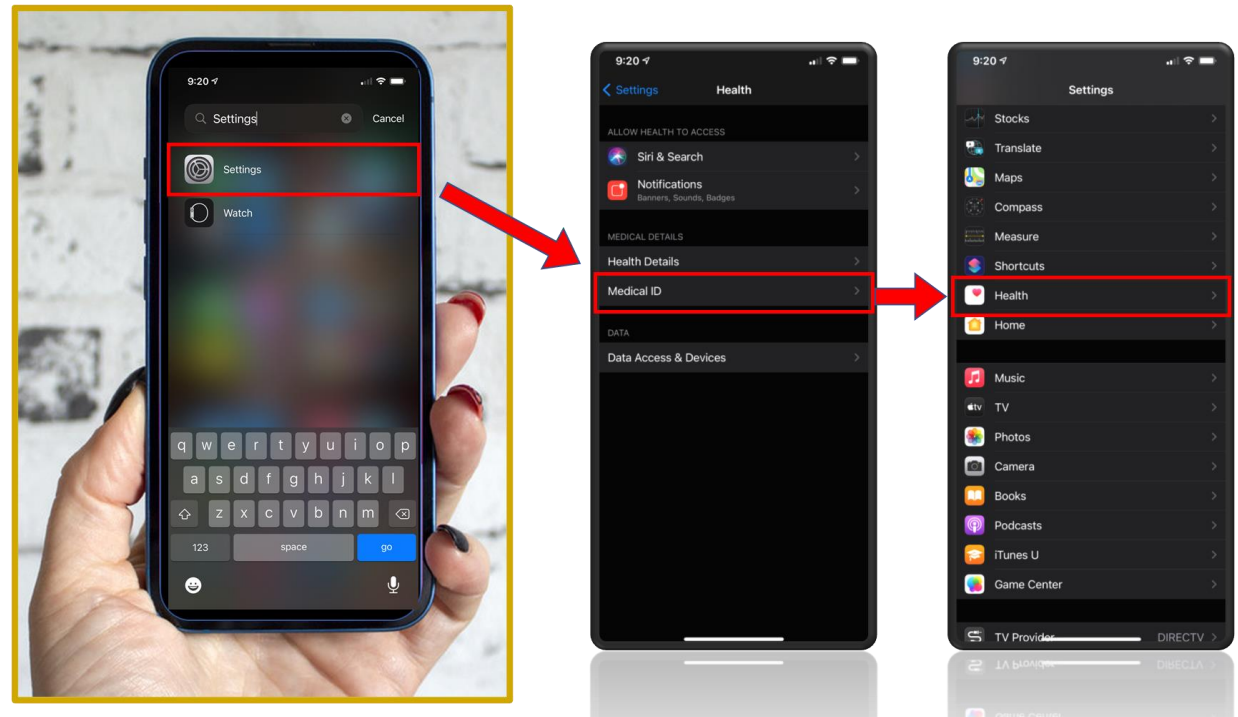 9:20
Settings
Cancel
Settings
Watch
q w e r t y u i o p
a s d f g h j k l
z x c v b n m
123 space go
9:20
Settings Health
ALLOW HEALTH TO ACCESS
Siri & Search
Notifications
Banners, Sounds, Badges
MEDICAL DETAILS
Health Details
Medical ID
DATA
Data Access & Devices
9:20
Settings
Stocks
Translate
Maps
Compass
Measure
Shortcuts
Health
Home
Music
tv TV
Photos
Camera
Books
Podcasts
iTunes U
Game Center
TV Provider DIRECTV